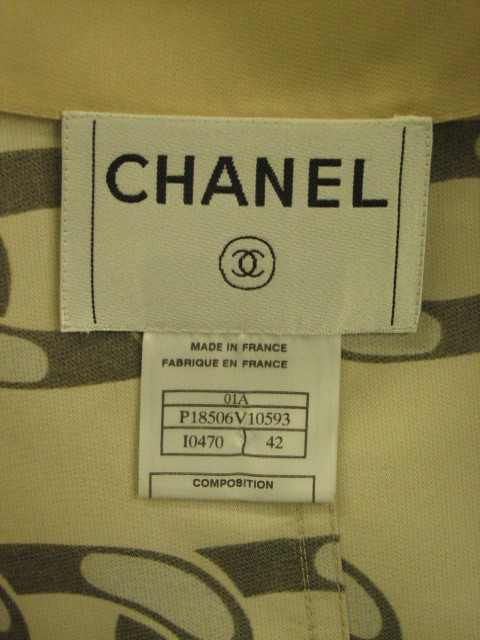 CHANEL
MADE IN FRANCE
FABRIQUE EN FRANCE
01A
P18506V10593
I0470 42
COMPOSITION